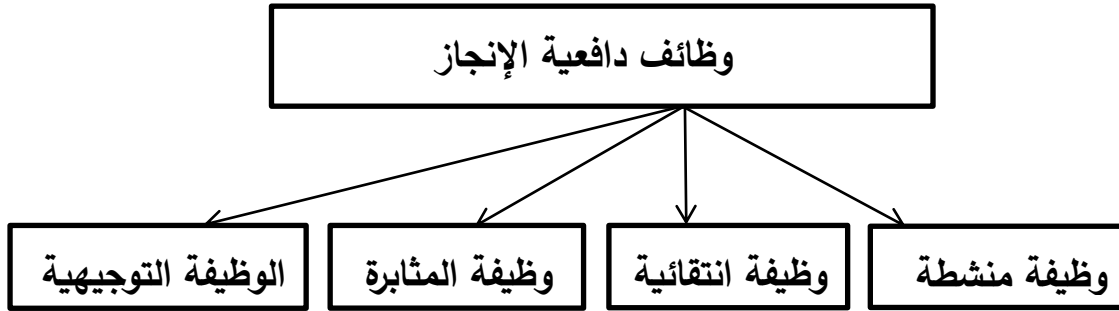 وظائف دافعية الإنجاز
وظيفة منشطة
وظيفة انتقائية
وظيفة المثابرة
الوظيفة التوجيهية